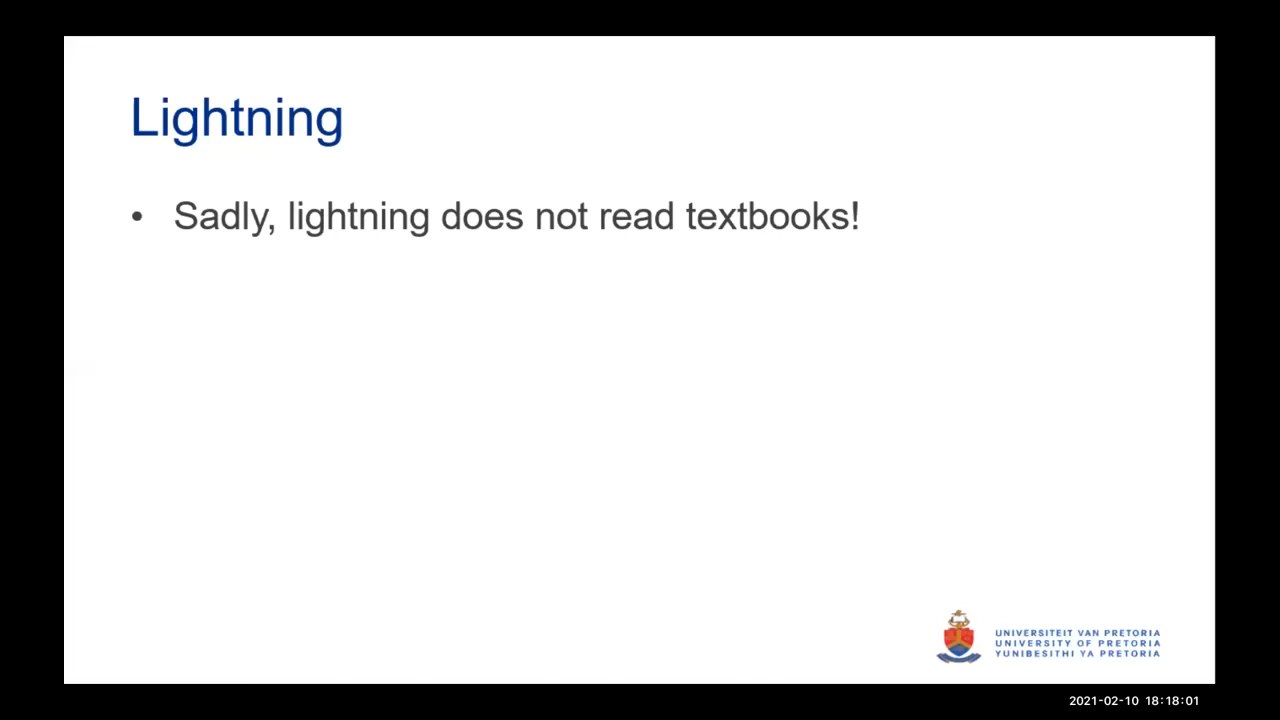 Lightning
• Sadly, lightning does not read textbooks!
UNIVERSITEIT VAN PRETORIA
UNIVERSITY OF PRETORIA
YUNIBESITHI YA PRETORIA
2021-02-10 18:18:01